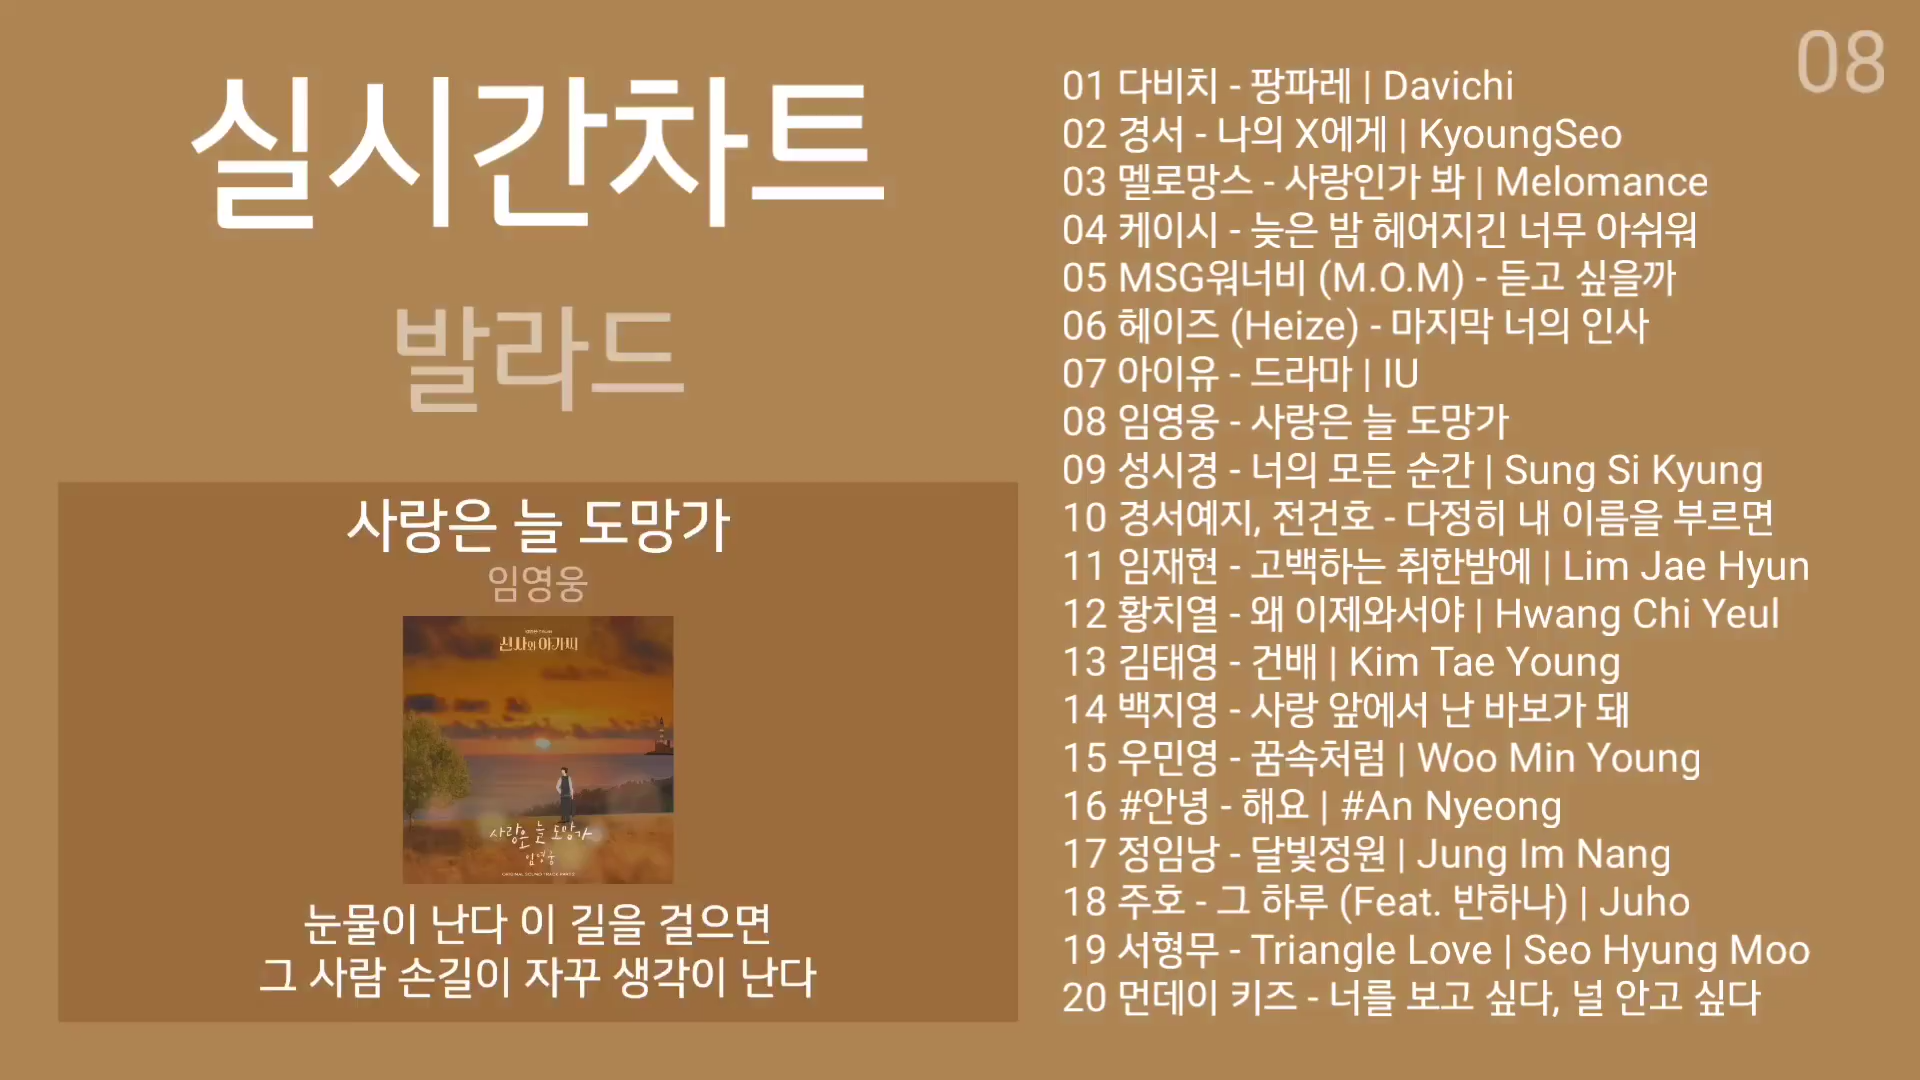 실시간차트
발라드
사랑은 늘 도망가
임영웅
신사와 아가씨
사랑은 늘 도망가
임영웅
눈물이 난다 이 길을 걸으면
그 사람 손길이 자꾸 생각이 난다
08
01 다비치 - 팡파레 | Davichi
02 경서 - 나의 X에게 | KyoungSeo
03 멜로망스 - 사랑인가 봐 | Melomance
04 케이시 - 늦은 밤 헤어지긴 너무 아쉬워
05 MSG워너비 (M.O.M) - 듣고 싶을까
06 헤이즈 (Heize) - 마지막 너의 인사
07 아이유 - 드라마 | IU
08 임영웅 - 사랑은 늘 도망가
09 성시경 - 너의 모든 순간 | Sung Si Kyung
10 경서예지, 전건호 - 다정히 내 이름을 부르면
11 임재현 - 고백하는 취한밤에 | Lim Jae Hyun
12 황치열 - 왜 이제와서야 | Hwang Chi Yeul
13 김태영 - 건배 | Kim Tae Young
14 백지영 - 사랑 앞에서 난 바보가 돼
15 우민영 - 꿈속처럼 | Woo Min Young
16 #안녕 - 해요 | #An Nyeong
17 정임낭 - 달빛정원 | Jung Im Nang
18 주호 - 그 하루 (Feat. 반하나) | Juho
19 서형무 - Triangle Love | Seo Hyung Moo
20 먼데이 키즈 - 너를 보고 싶다, 널 안고 싶다